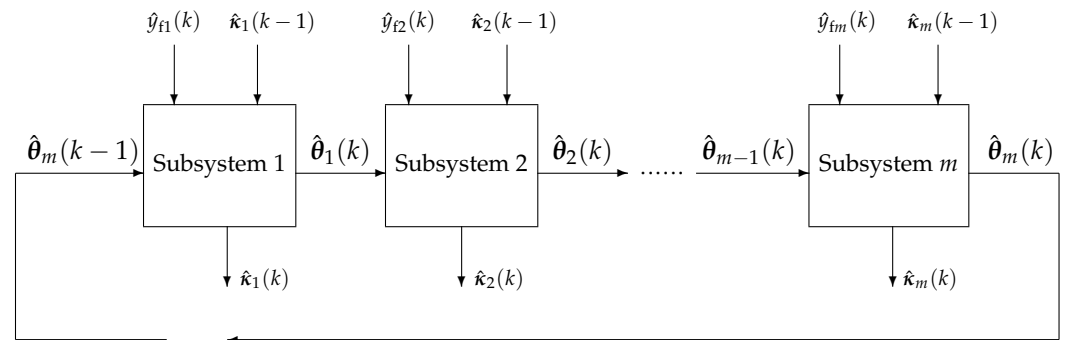 ŷf1(k) κ̂1(k−1) ŷf2(k) κ̂2(k−1) ŷfm(k) κ̂m(k−1)
θ̂m(k−1) Subsystem 1 θ̂1(k) Subsystem 2 θ̂2(k) ······ θ̂m−1(k) Subsystem m θ̂m(k)
κ̂1(k) κ̂2(k) κ̂m(k)